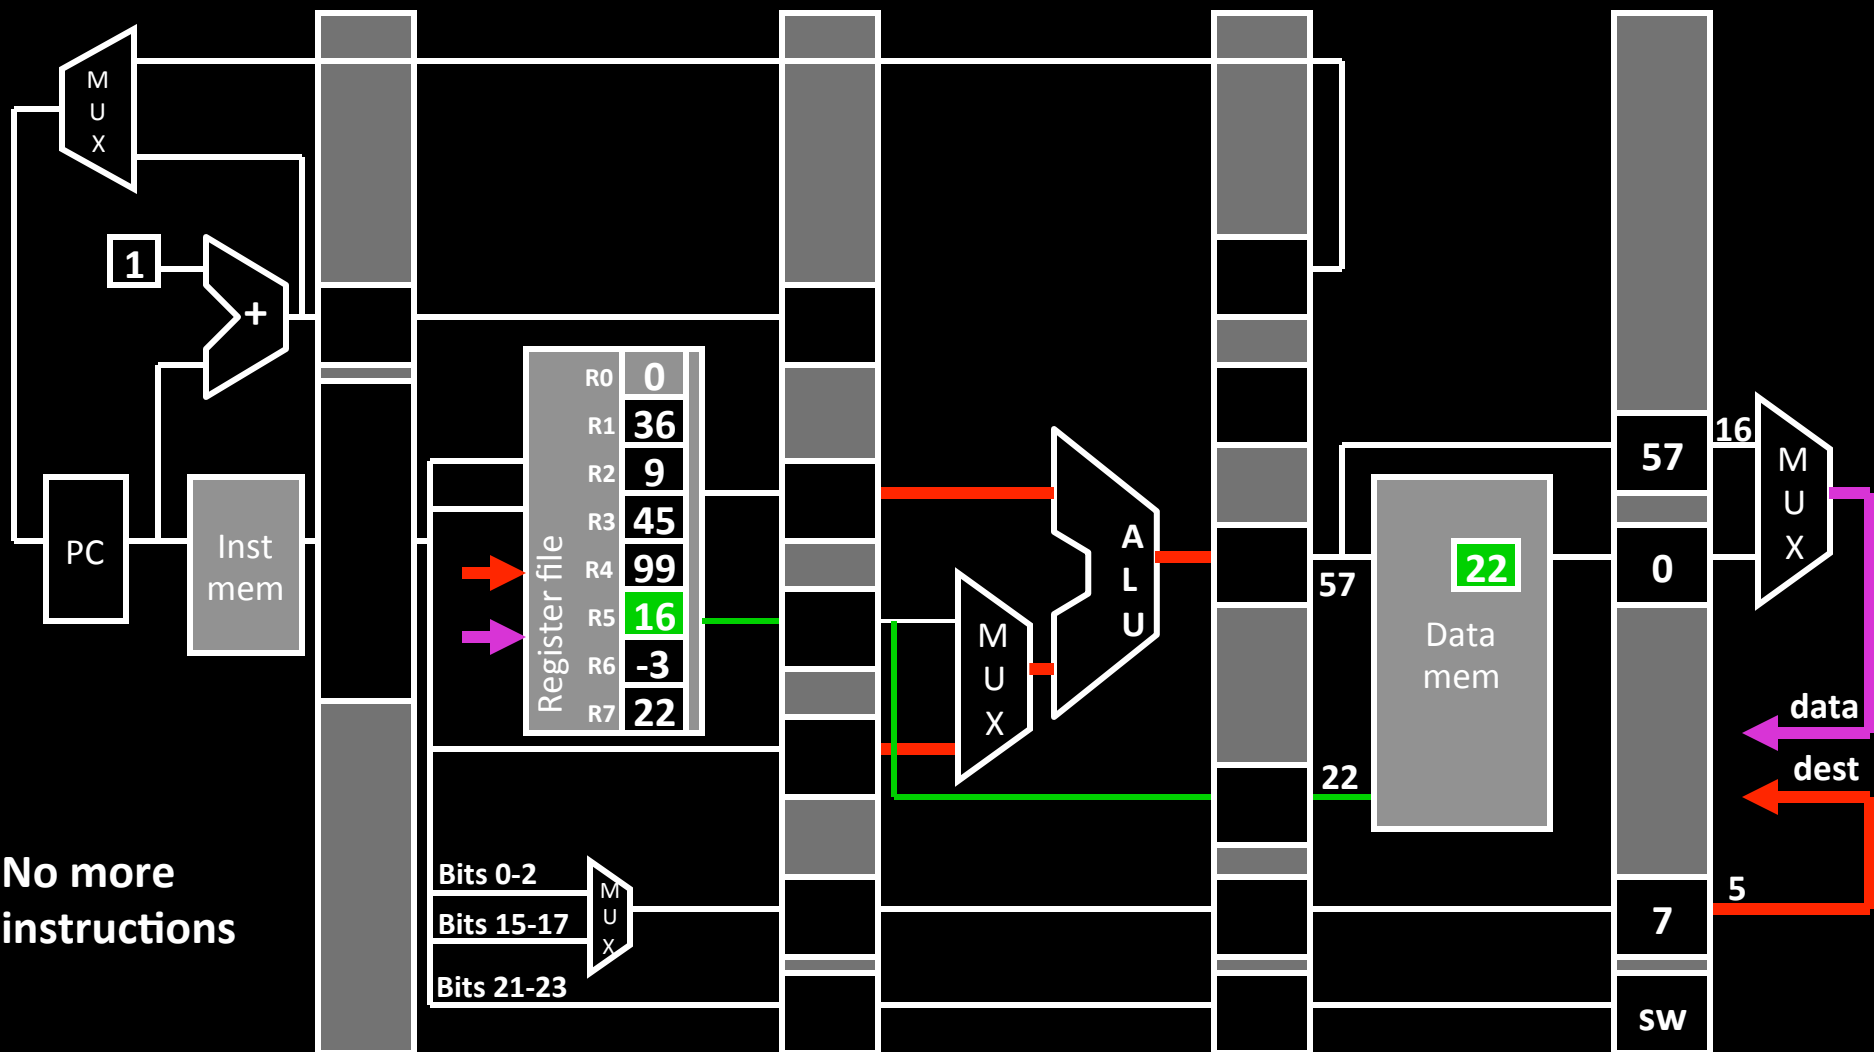 M
U
X
1
+
PC
Inst
mem
No more
instructions
Register file
R0 0
R1 36
R2 9
R3 45
R4 99
R5 16
R6 -3
R7 22
Bits 0-2
Bits 15-17
Bits 21-23
M
U
X
M
U
X
A
L
U
57
22
22
Data
mem
57
0
7
sw
16
M
U
X
data
dest
5